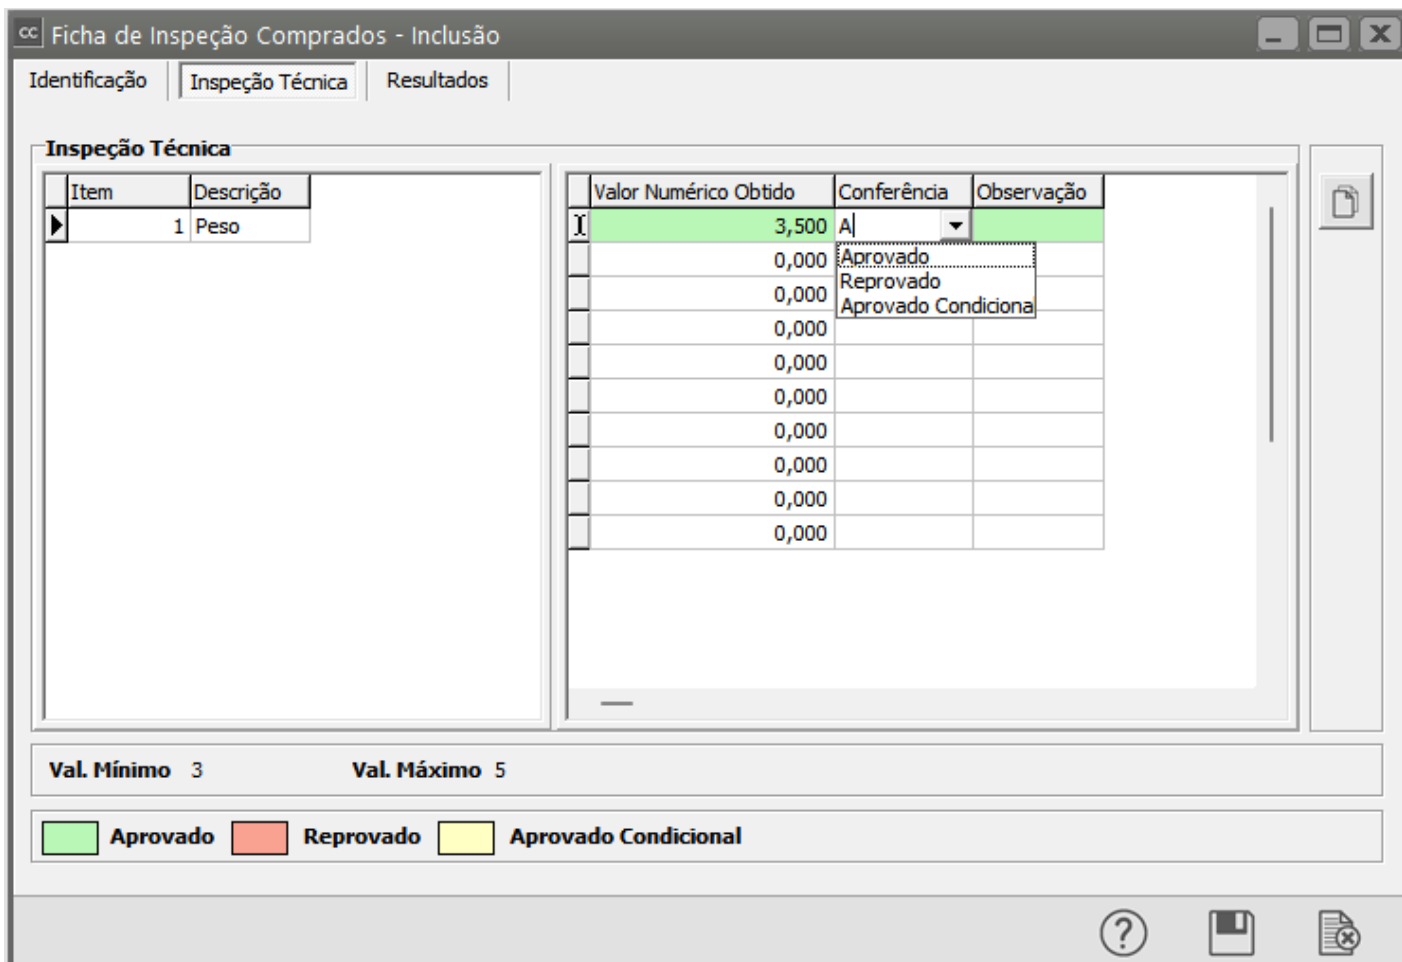 cc Ficha de Inspeção Comprados - Inclusão
Identificação Inspeção Técnica Resultados
Inspeção Técnica
Item Descrição
1 Peso
Valor Numérico Obtido Conferência Observação
3,500 A
0,000
0,000
0,000
0,000
0,000
0,000
0,000
0,000
0,000
Aprovado
Reprovado
Aprovado Condicional
Val. Mínimo 3 Val. Máximo 5
Aprovado Reprovado Aprovado Condicional
?